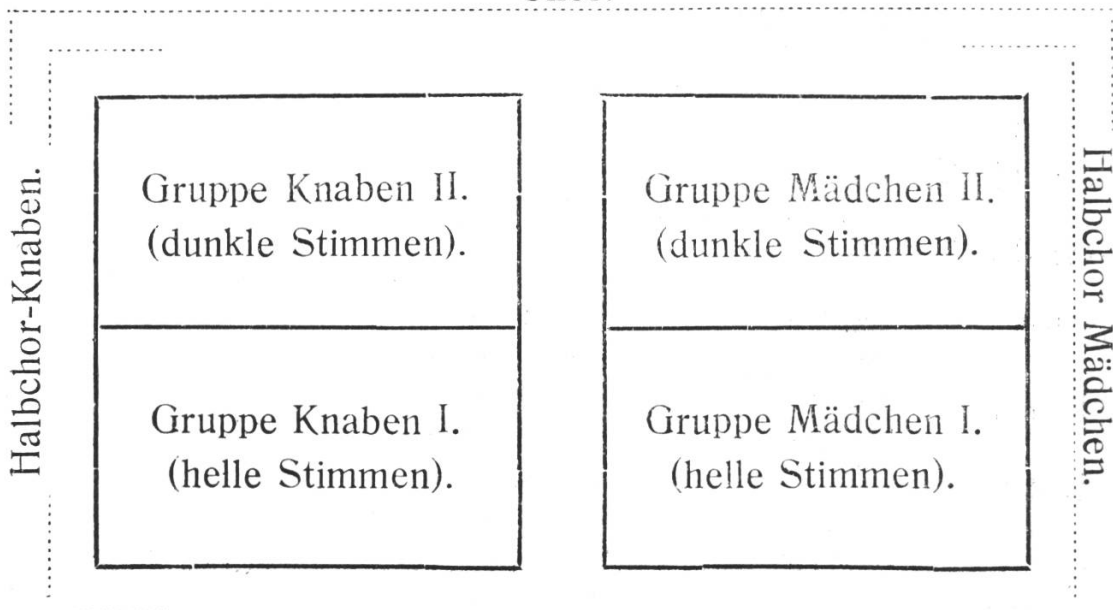 Halbchor-Knaben.
Gruppe Knaben II.
(dunkle Stimmen).
Gruppe Knaben I.
(helle Stimmen).
Gruppe Mädchen II.
(dunkle Stimmen).
Gruppe Mädchen I.
(helle Stimmen).
Halbchor Mädchen.